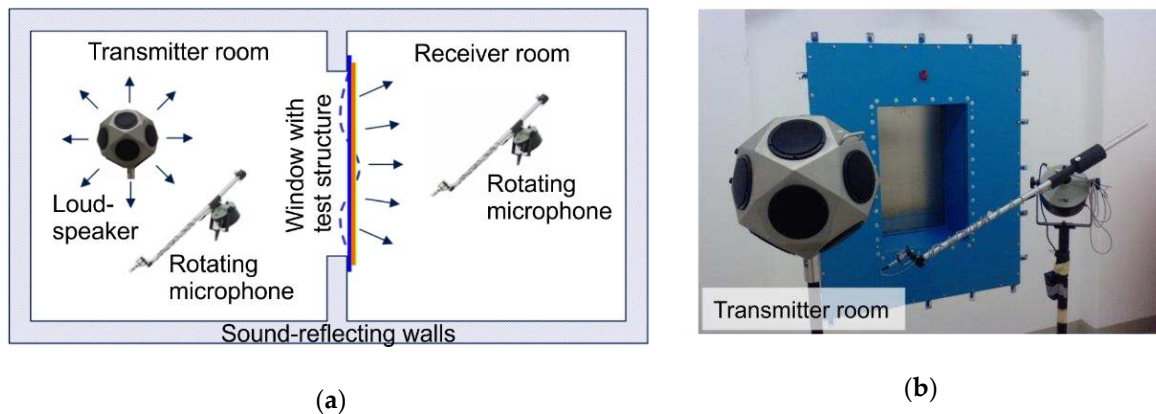 Transmitter room
Receiver room
Window with
test structure
Loud-
speaker
Rotating
microphone
Rotating
microphone
Sound-reflecting walls
(a)
Transmitter room
(b)